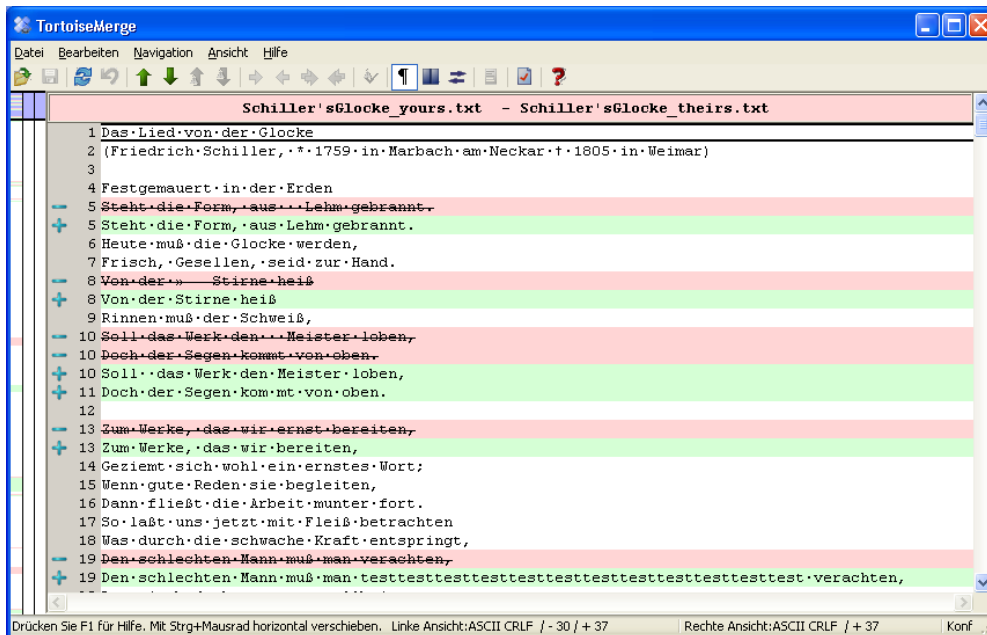 TortoiseMerge
Datei Bearbeiten Navigation Ansicht Hilfe
Schiller'sGlocke_yours.txt - Schiller'sGlocke_theirs.txt
1 Das·Lied·von·der·Glocke
2 (Friedrich·Schiller,·*·1759·in·Marbach·am·Neckar·†·1805·in·Weimar)
3
4 Festgemauert·in·der·Erden
5 Steht·die·Form,·aus···Lehm·gebrannt.
5 Steht·die·Form,·aus·Lehm·gebrannt.
6 Heute·muß·die·Glocke·werden,
7 Frisch,·Gesellen,·seid·zur·Hand.
8 Von·der·» Stirne·heiß
8 Von·der·Stirne·heiß
9 Rinnen·muß·der·Schweiß,
10 Soll·das·Werk·den···Meister·loben,
10 Doch·der·Segen·kommt·von·oben.
10 Soll··das·Werk·den·Meister·loben,
11 Doch·der·Segen·kom·mt·von·oben.
12
13 Zum·Werke,·das·wir·ernst·bereiten,
13 Zum·Werke,·das·wir·bereiten,
14 Geziemt·sich·wohl·ein·ernstes·Wort;
15 Wenn·gute·Reden·sie·begleiten,
16 Dann·fließt·die·Arbeit·munter·fort.
17 So·laßt·uns·jetzt·mit·Fleiß·betrachten
18 Was·durch·die·schwache·Kraft·entspringt,
19 Den·schlechten·Mann·muß·man·verachten,
19 Den·schlechten·Mann·muß·man·testtesttesttesttesttesttesttesttesttesttest·verachten,
Drücken Sie F1 für Hilfe. Mit Strg+Mausrad horizontal verschieben. Linke Ansicht:ASCII CRLF / - 30 / + 37 Rechte Ansicht:ASCII CRLF / + 37 Konf